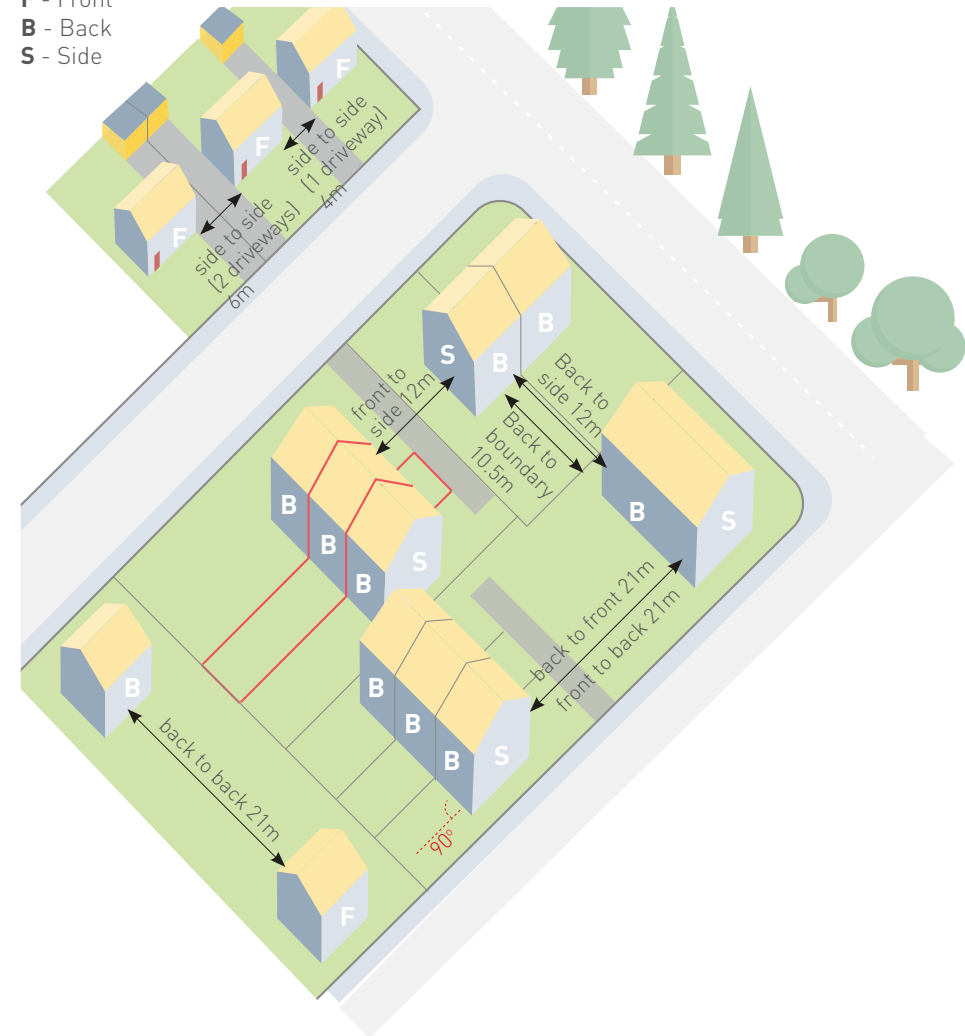 F - Front
B - Back
S - Side
F
F
F
side to side
(1 driveway)
4m
side to side
(2 driveways)
6m
S
B
B
front to
side 12m
Back to
side 12m
Back to
boundary
10.5m
B
B
B
S
B
S
back to front 21m
front to back 21m
B
B
B
S
B
back to back 21m
90º
F